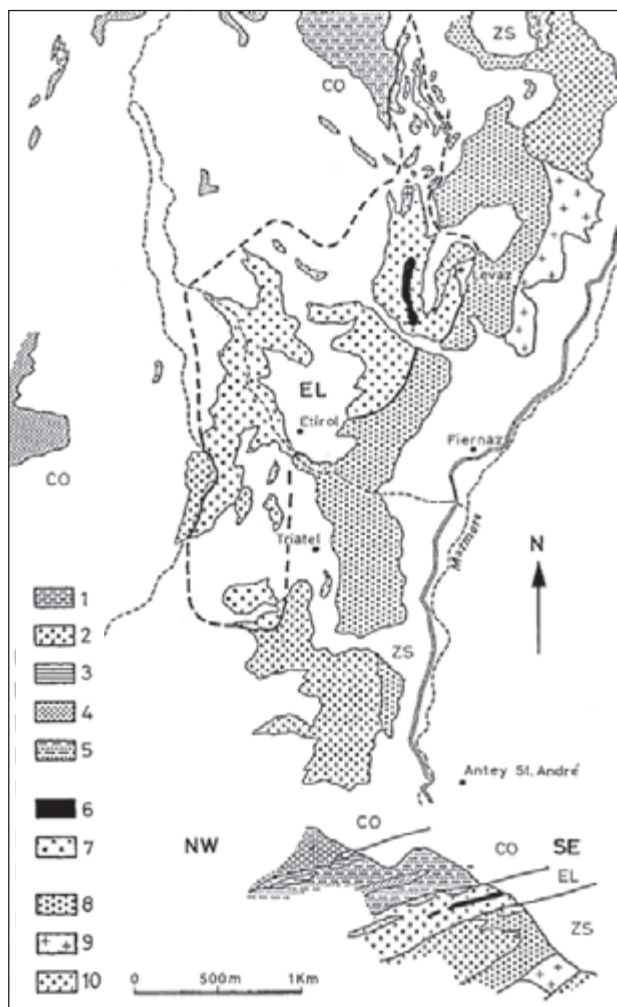 ZS
CO
Levaz
EL
Etirol
Fiernaz
CO
Triatel
Marmore
N
ZS
1
2
3
4
5
Antey St. André
6
CO
NW
CO
SE
7
EL
8
ZS
9
10
0 500m 1Km